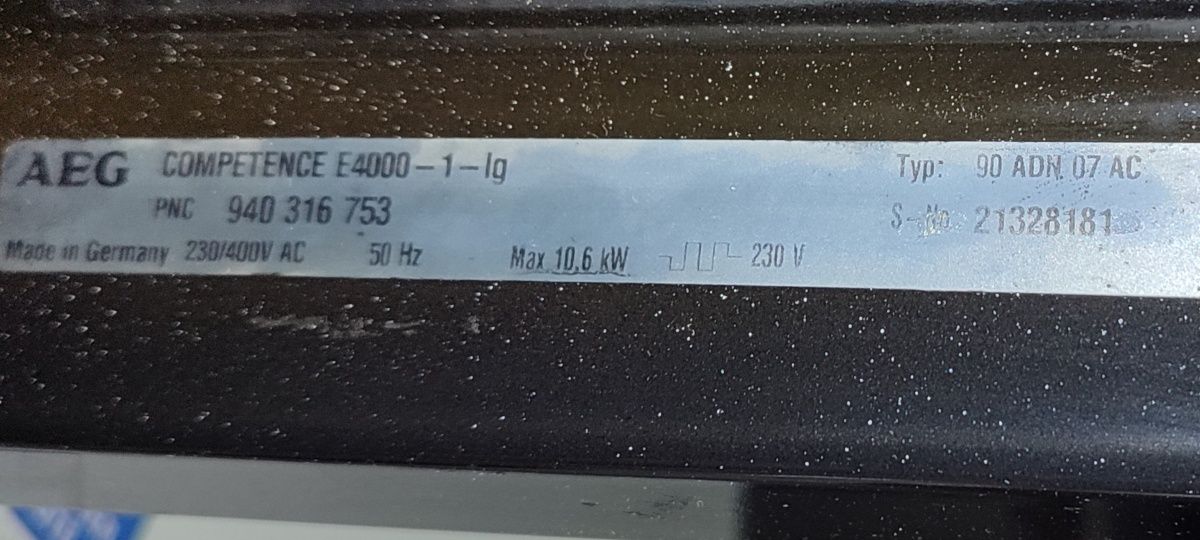 AEG COMPETENCE E4000-1-lg Typ: 90 ADN 07 AC
PNC 940 316 753 S-No 21328181
Made in Germany 230/400V AC 50 Hz Max 10,6 kW 230 V